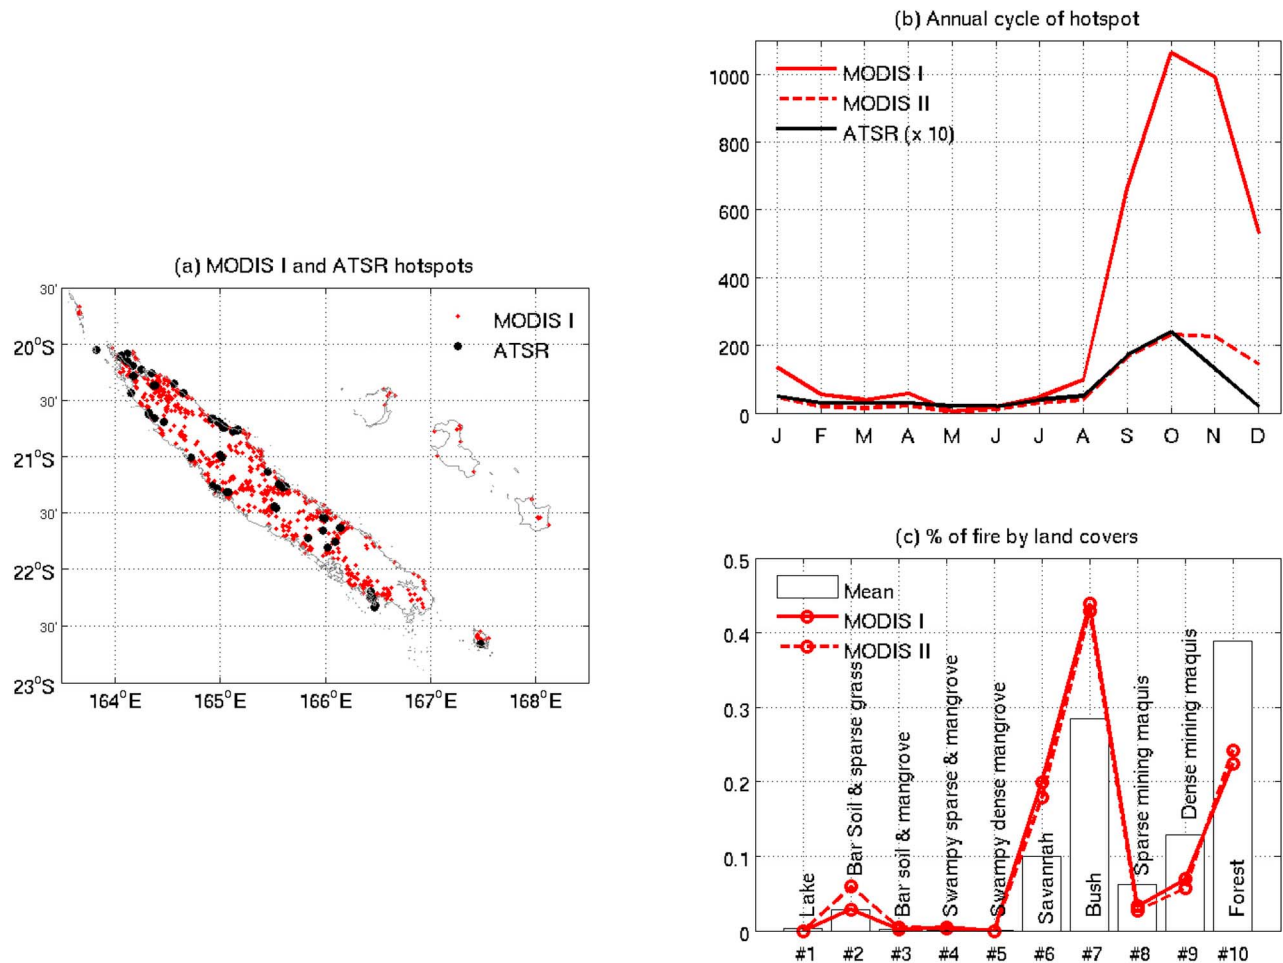 (b) Annual cycle of hotspot
MODIS I
MODIS II
ATSR (x 10)
1000
800
600
400
200
0
J F M A M J J A S O N D
(a) MODIS I and ATSR hotspots
MODIS I
ATSR
30'
20°S
30'
21°S
30'
22°S
30'
23°S
164°E 165°E 166°E 167°E 168°E
(c) % of fire by land covers
Mean
MODIS I
MODIS II
0.5
0.4
0.3
0.2
0.1
0
Lake
Bar Soil & sparse grass
Bar soil & mangrove
Swampy sparse & mangrove
Swampy dense mangrove
Savannah
Bush
Sparse mining maquis
Dense mining maquis
Forest
#1 #2 #3 #4 #5 #6 #7 #8 #9 #10